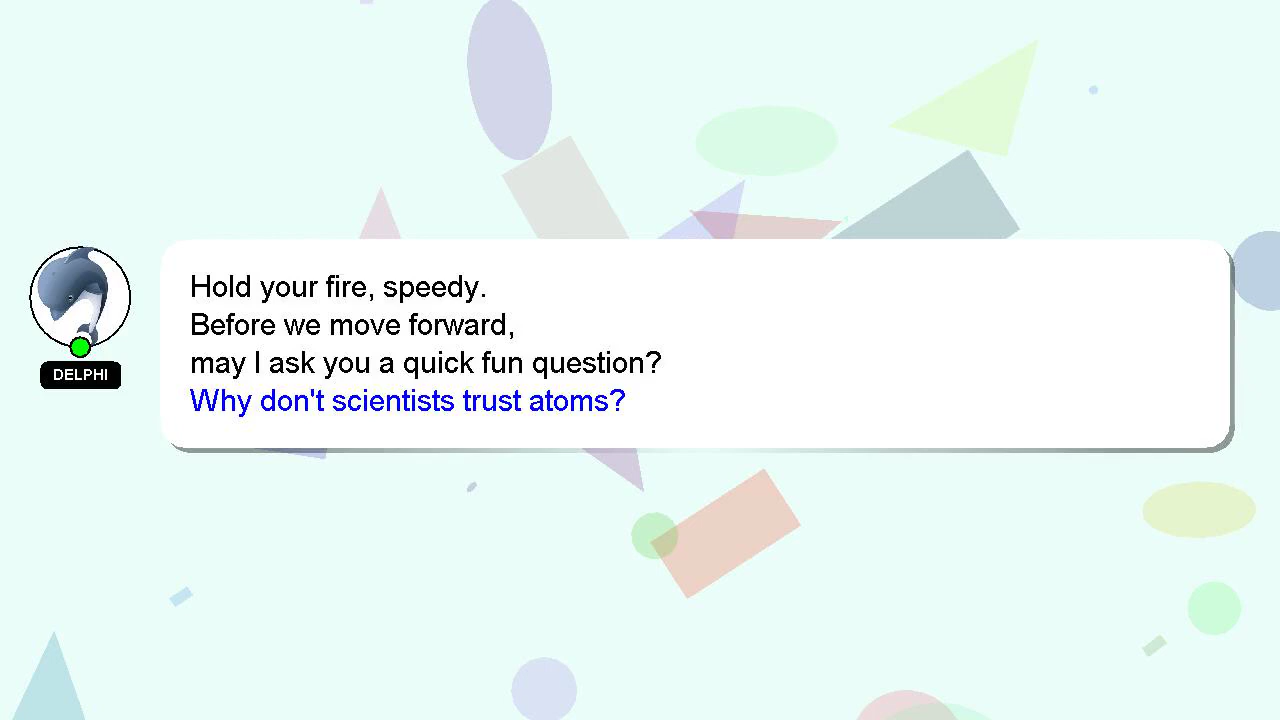 Hold your fire, speedy.
Before we move forward,
may I ask you a quick fun question?
Why don't scientists trust atoms?
DELPHI